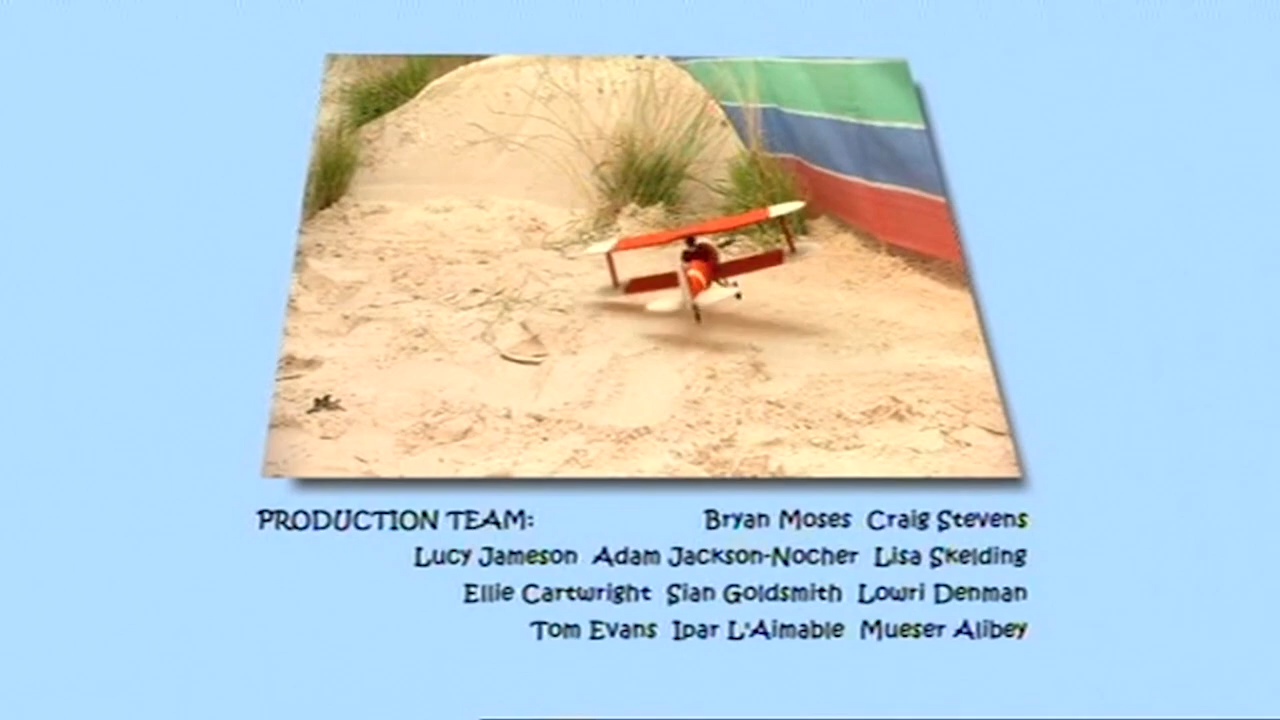 PRODUCTION TEAM: Bryan Moses Craig Stevens
Lucy Jameson Adam Jackson-Nocher Lisa Skelding
Ellie Cartwright Sian Goldsmith Lowri Denman
Tom Evans Ipar L'Aimable Mueser Alibey